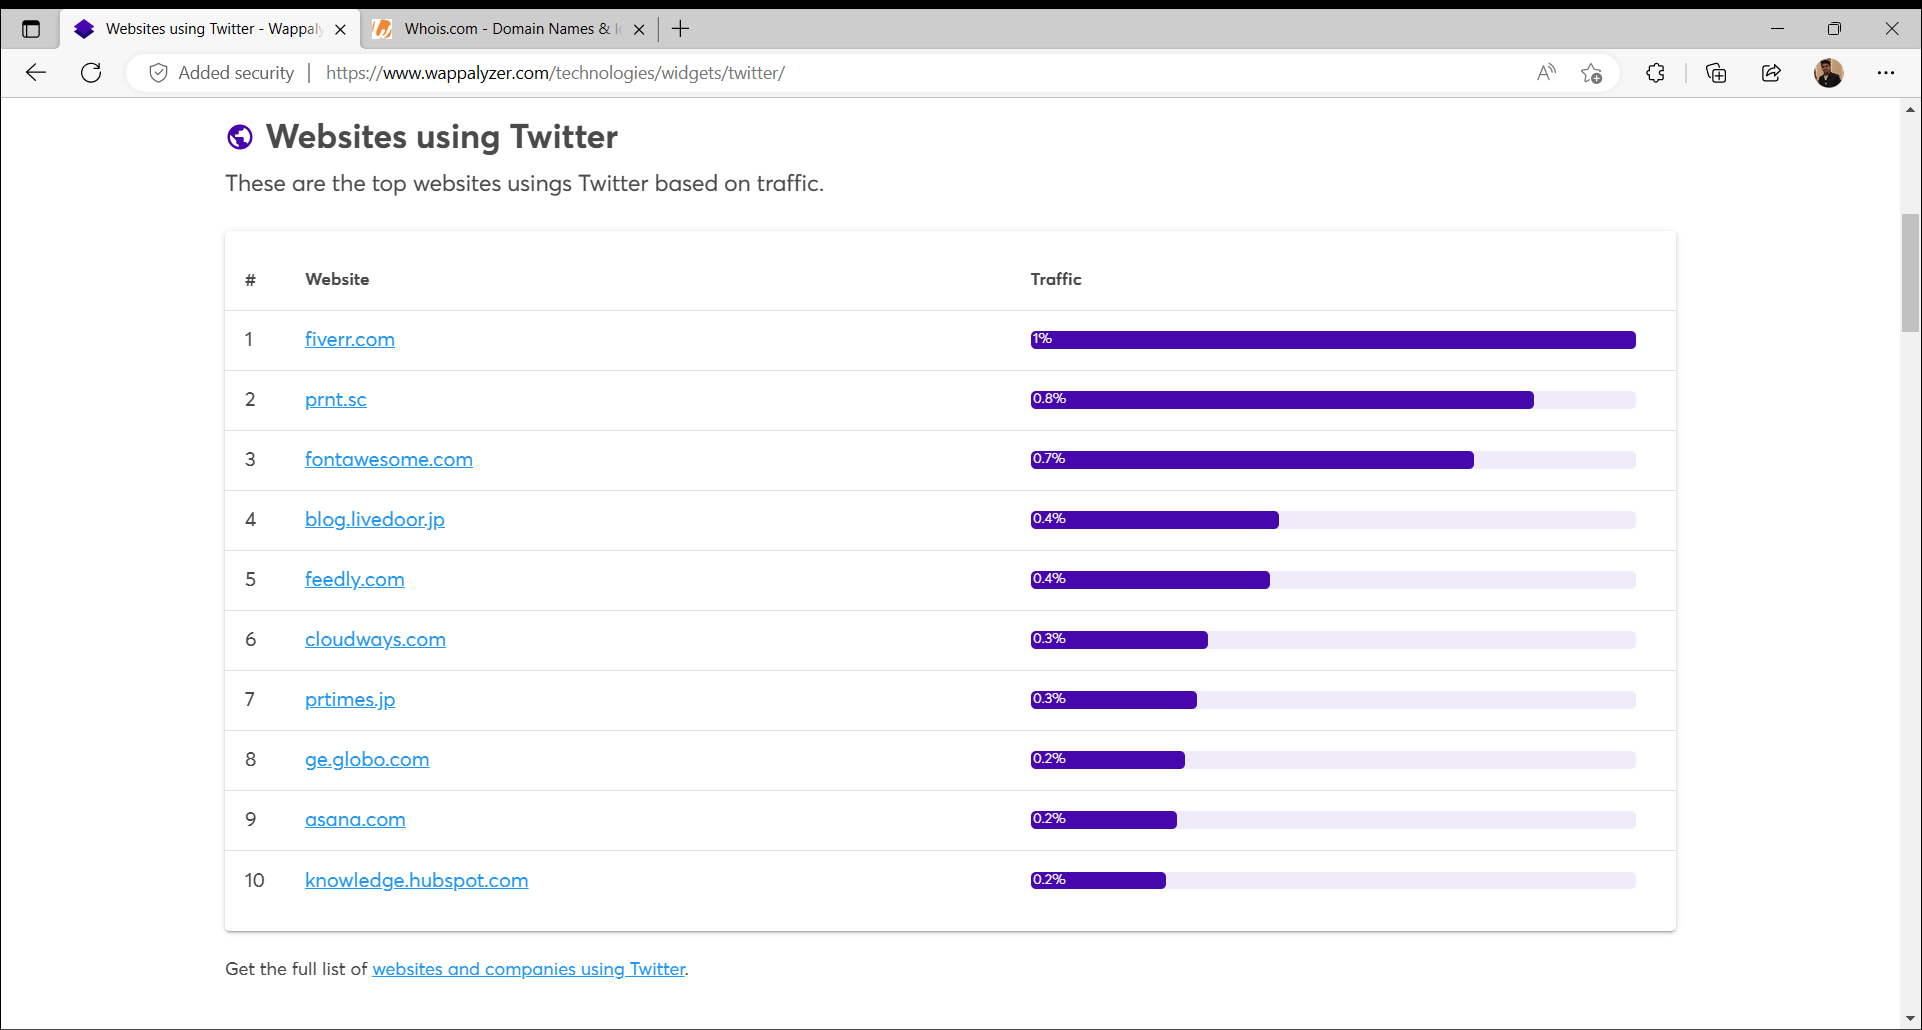 Websites using Twitter - Wappaly
Whois.com - Domain Names & Id
Added security | https://www.wappalyzer.com/technologies/widgets/twitter/
Websites using Twitter
These are the top websites usings Twitter based on traffic.
# Website Traffic
1 fiverr.com 1%
2 prnt.sc 0.8%
3 fontawesome.com 0.7%
4 blog.livedoor.jp 0.4%
5 feedly.com 0.4%
6 cloudways.com 0.3%
7 prtimes.jp 0.3%
8 ge.globo.com 0.2%
9 asana.com 0.2%
10 knowledge.hubspot.com 0.2%
Get the full list of websites and companies using Twitter.